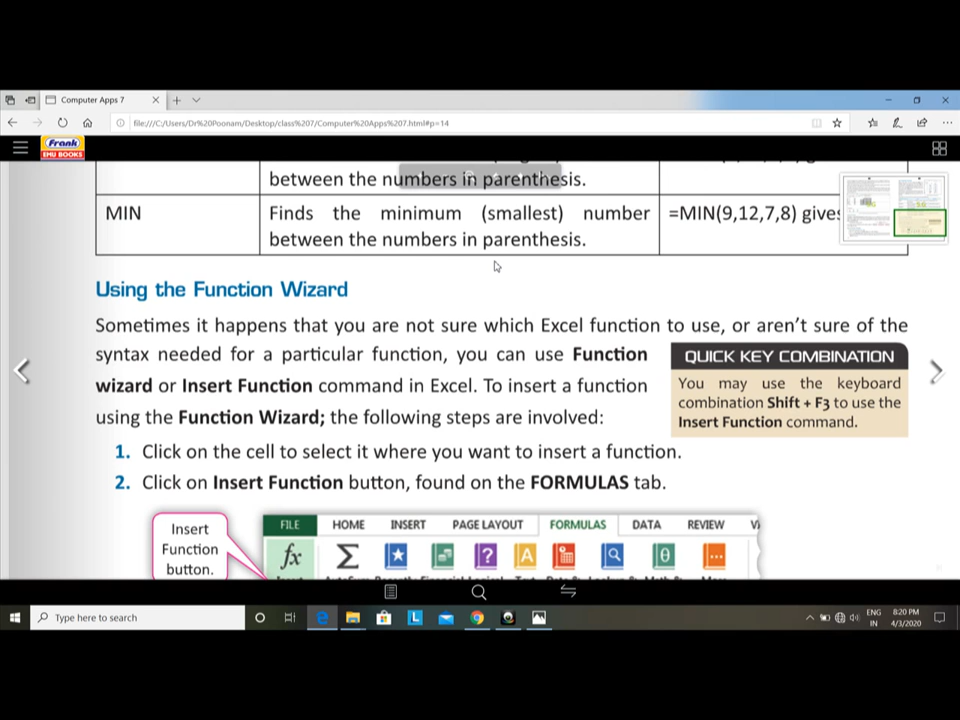 Computer Apps 7
file:///C:/Users/Dr%20Poonam/Desktop/class%207/Computer%20Apps%207.html#p=14
Frank
EMU BOOKS
between the numbers in parenthesis.
MIN Finds the minimum (smallest) number =MIN(9,12,7,8) gives
between the numbers in parenthesis.
Using the Function Wizard
Sometimes it happens that you are not sure which Excel function to use, or aren't sure of the
syntax needed for a particular function, you can use Function
wizard or Insert Function command in Excel. To insert a function
using the Function Wizard; the following steps are involved:
QUICK KEY COMBINATION
You may use the keyboard
combination Shift + F3 to use the
Insert Function command.
1. Click on the cell to select it where you want to insert a function.
2. Click on Insert Function button, found on the FORMULAS tab.
Insert
Function
button.
FILE HOME INSERT PAGE LAYOUT FORMULAS DATA REVIEW
fx Σ ? A θ
Type here to search
ENG 8:20 PM
IN 4/3/2020